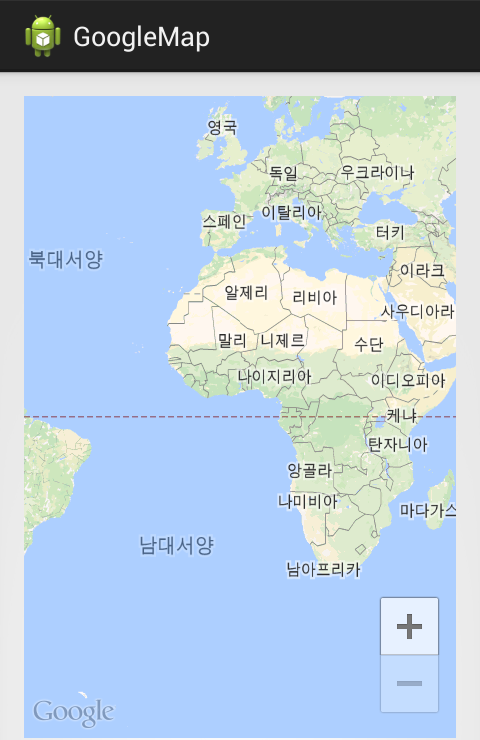 GoogleMap
영국
독일
우크라이나
스페인
이탈리아
터키
북대서양
이라크
알제리
리비아
사우디아라
말리
니제르
수단
나이지리아
이디오피아
케냐
탄자니아
앙골라
나미비아
마다가스
남대서양
남아프리카
Google